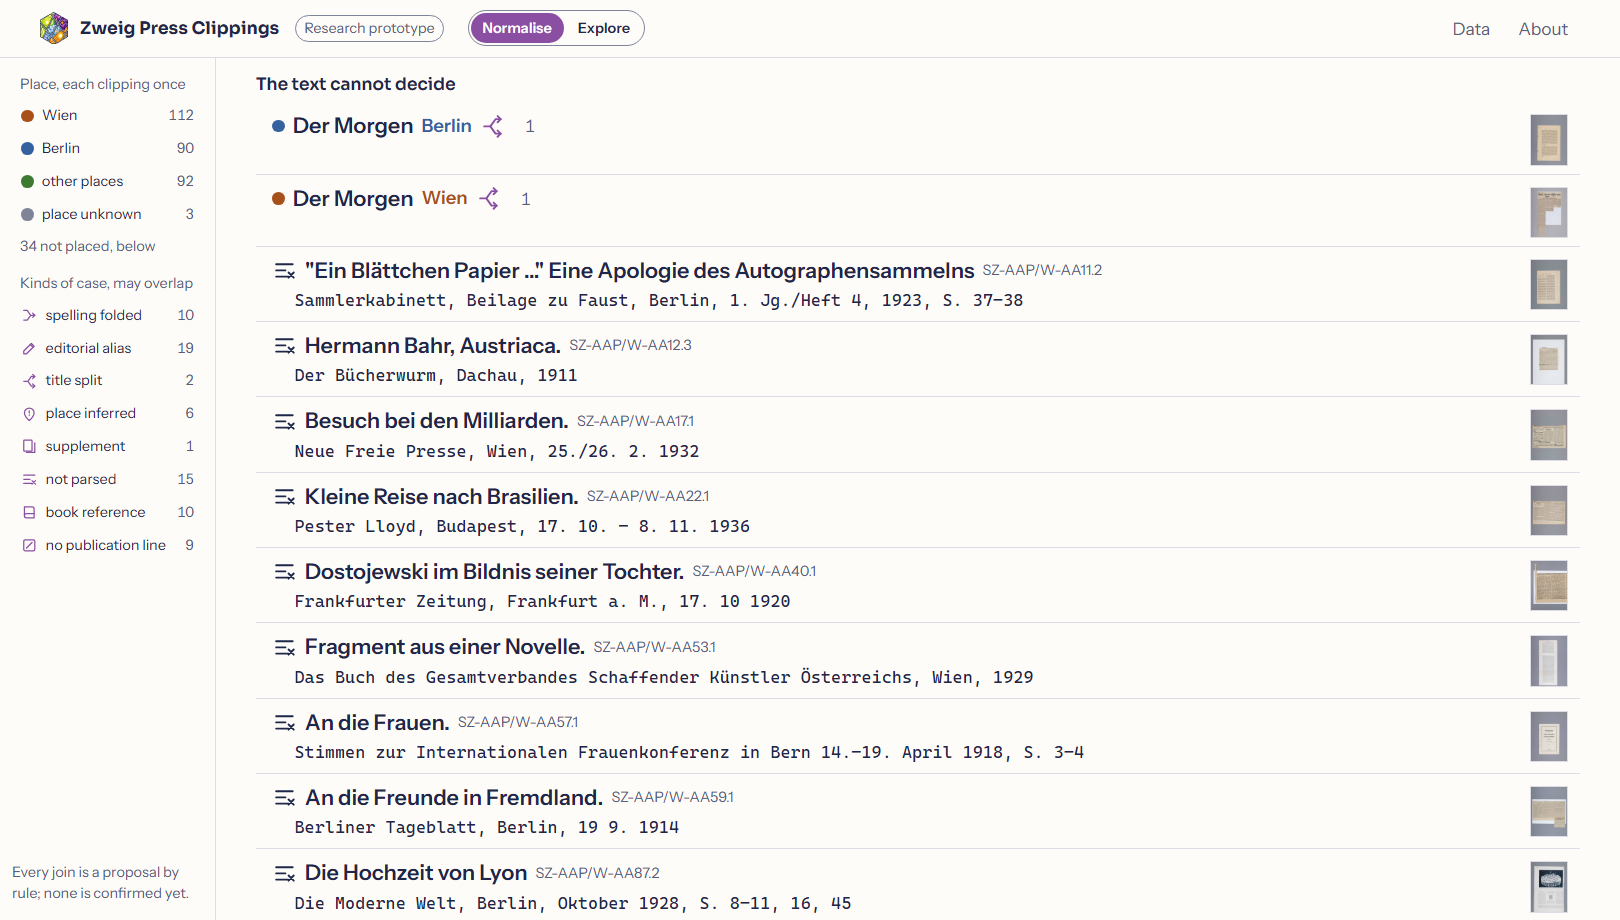 Zweig Press Clippings
Research prototype
Normalise
Explore
Data
About
Place, each clipping once
Wien 112
Berlin 90
other places 92
place unknown 3
34 not placed, below
Kinds of case, may overlap
spelling folded 10
editorial alias 19
title split 2
place inferred 6
supplement 1
not parsed 15
book reference 10
no publication line 9
Every join is a proposal by
rule; none is confirmed yet.
The text cannot decide
Der Morgen Berlin 1
Der Morgen Wien 1
"Ein Blättchen Papier ..." Eine Apologie des Autographensammelns SZ-AAP/W-AA11.2
Sammlerkabinett, Beilage zu Faust, Berlin, 1. Jg./Heft 4, 1923, S. 37–38
Hermann Bahr, Austriaca. SZ-AAP/W-AA12.3
Der Bücherwurm, Dachau, 1911
Besuch bei den Milliarden. SZ-AAP/W-AA17.1
Neue Freie Presse, Wien, 25./26. 2. 1932
Kleine Reise nach Brasilien. SZ-AAP/W-AA22.1
Pester Lloyd, Budapest, 17. 10. – 8. 11. 1936
Dostojewski im Bildnis seiner Tochter. SZ-AAP/W-AA40.1
Frankfurter Zeitung, Frankfurt a. M., 17. 10 1920
Fragment aus einer Novelle. SZ-AAP/W-AA53.1
Das Buch des Gesamtverbandes Schaffender Künstler Österreichs, Wien, 1929
An die Frauen. SZ-AAP/W-AA57.1
Stimmen zur Internationalen Frauenkonferenz in Bern 14.–19. April 1918, S. 3–4
An die Freunde in Fremdland. SZ-AAP/W-AA59.1
Berliner Tageblatt, Berlin, 19 9. 1914
Die Hochzeit von Lyon SZ-AAP/W-AA87.2
Die Moderne Welt, Berlin, Oktober 1928, S. 8–11, 16, 45